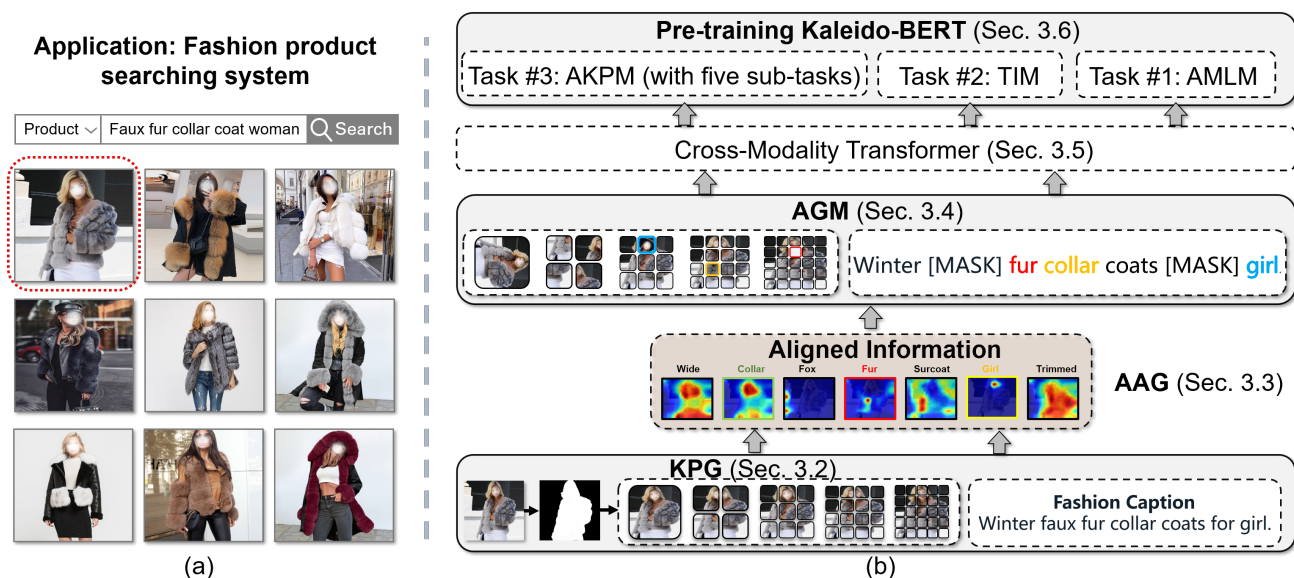 Application: Fashion product
searching system
Product
Faux fur collar coat woman
Search
(a)
Pre-training Kaleido-BERT (Sec. 3.6)
Task #3: AKPM (with five sub-tasks)
Task #2: TIM
Task #1: AMLM
Cross-Modality Transformer (Sec. 3.5)
AGM (Sec. 3.4)
Winter [MASK] fur collar coats [MASK] girl.
Aligned Information
Wide
Collar
Fox
Fur
Surcoat
Girl
Trimmed
AAG (Sec. 3.3)
KPG (Sec. 3.2)
Fashion Caption
Winter faux fur collar coats for girl.
(b)